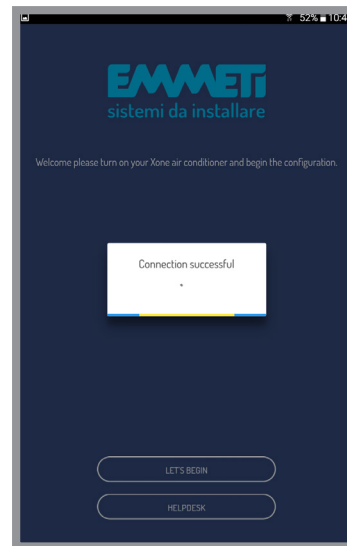 52% 10:4
EMMETI
sistemi da installare
Welcome please turn on your Xone air conditioner and begin the configuration.
Connection successful
*
LET'S BEGIN
HELPDESK